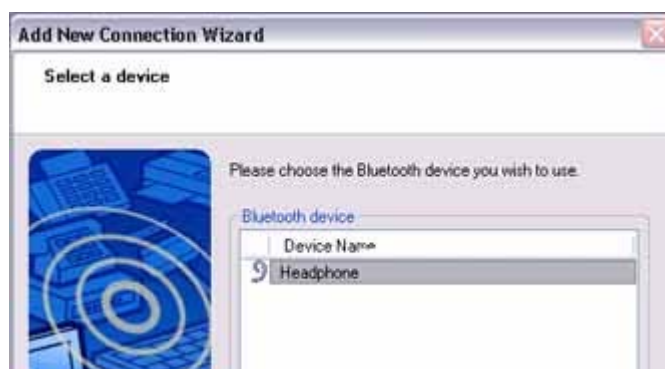 Add New Connection Wizard
Select a device
Please choose the Bluetooth device you wish to use.
Bluetooth device
Device Name
Headphone